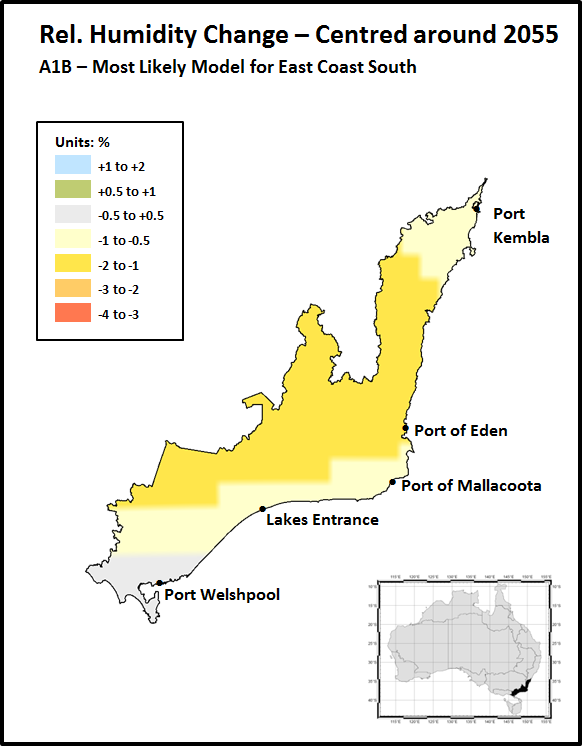 Rel. Humidity Change – Centred around 2055
A1B – Most Likely Model for East Coast South
Units: %
+1 to +2
+0.5 to +1
-0.5 to +0.5
-1 to -0.5
-2 to -1
-3 to -2
-4 to -3
Port
Kembla
Port of Eden
Port of Mallacoota
Lakes Entrance
Port Welshpool